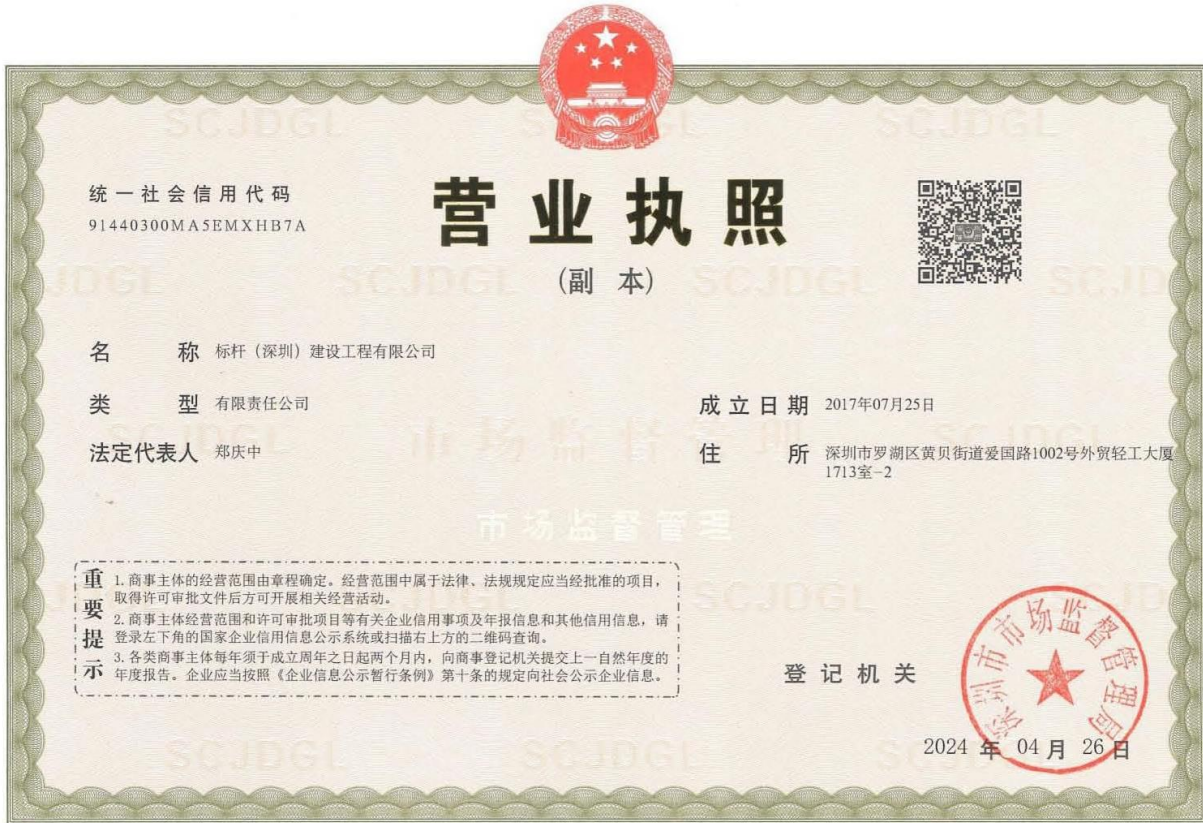 统一社会信用代码
91440300MA5EMXHB7A
营业执照
(副 本)
名 称 标杆（深圳）建设工程有限公司
类 型 有限责任公司
法定代表人 郑庆中
成立日期 2017年07月25日
住 所 深圳市罗湖区黄贝街道爱国路1002号外贸轻工大厦
1713室-2
重要提示
1. 商事主体的经营范围由章程确定。经营范围中属于法律、法规规定应当经批准的项目，
取得许可审批文件后方可开展相关经营活动。
2. 商事主体经营范围和许可审批项目等有关企业信用事项及年报信息和其他信用信息，请
登录左下角的国家企业信用信息公示系统或扫描右上方的二维码查询。
3. 各类商事主体每年须于成立周年之日起两个月内，向商事登记机关提交上一自然年度的
年度报告。企业应当按照《企业信息公示暂行条例》第十条的规定向社会公示企业信息。
登记机关
深圳市市场监督管理局
2024 年 04 月 26 日
SCJDGL
市场监督管理
市场监督管理